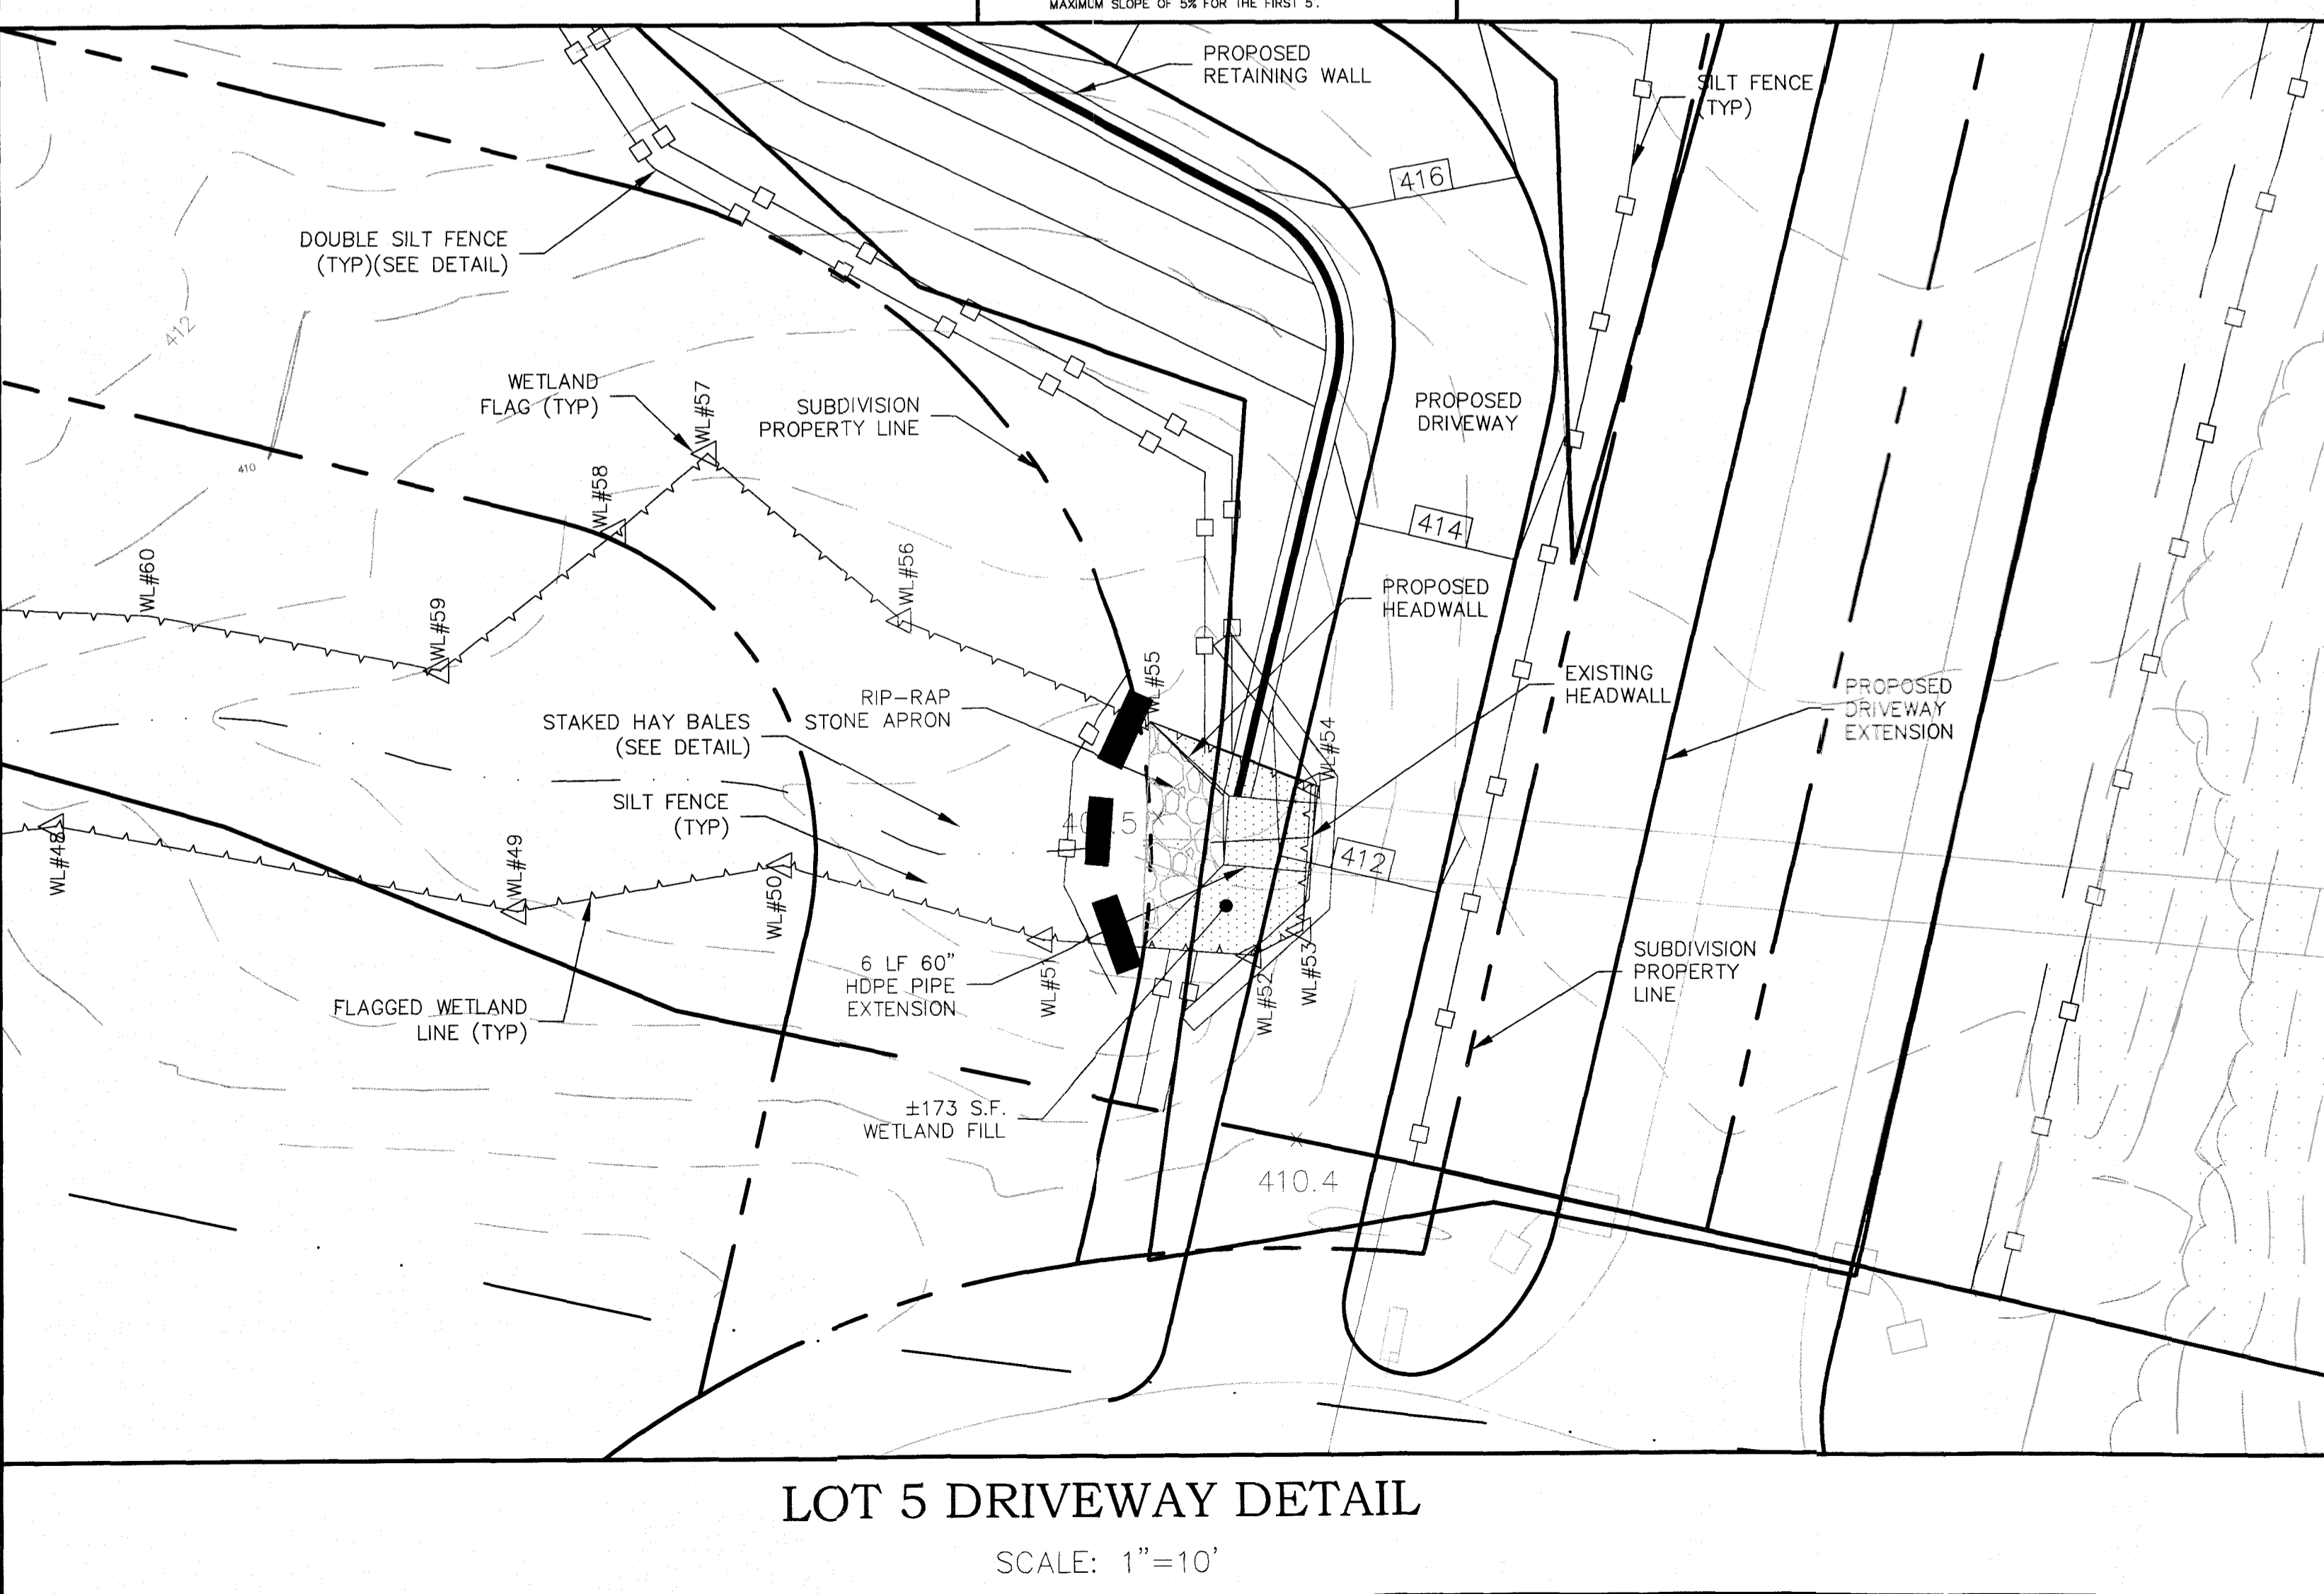 MAXIMUM SLOPE OF 5% FOR THE FIRST 5'.
PROPOSED
RETAINING WALL
SILT FENCE
(TYP)
416
DOUBLE SILT FENCE
(TYP)(SEE DETAIL)
412
WETLAND
FLAG (TYP)
WL#57
SUBDIVISION
PROPERTY LINE
PROPOSED
DRIVEWAY
410
WL#58
414
WL#60
WL#56
PROPOSED
HEADWALL
WL#59
WL#55
EXISTING
HEADWALL
RIP-RAP
STONE APRON
PROPOSED
DRIVEWAY
EXTENSION
STAKED HAY BALES
(SEE DETAIL)
WL#54
SILT FENCE
(TYP)
412
WL#48
WL#49
WL#50
SUBDIVISION
PROPERTY
LINE
6 LF 60"
HDPE PIPE
EXTENSION
WL#51
WL#52
WL#53
FLAGGED WETLAND
LINE (TYP)
±173 S.F.
WETLAND FILL
410.4
LOT 5 DRIVEWAY DETAIL
SCALE: 1"=10'